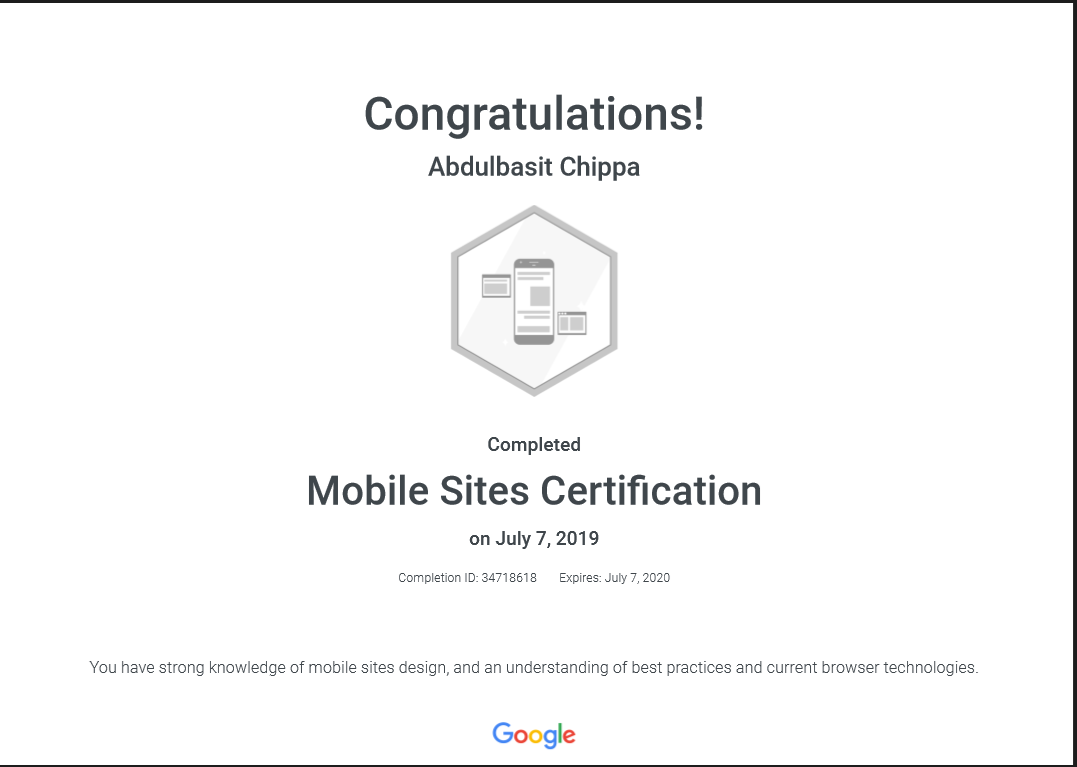 Congratulations!
Abdulbasit Chippa
Completed
Mobile Sites Certification
on July 7, 2019
Completion ID: 34718618 Expires: July 7, 2020
You have strong knowledge of mobile sites design, and an understanding of best practices and current browser technologies.
Google